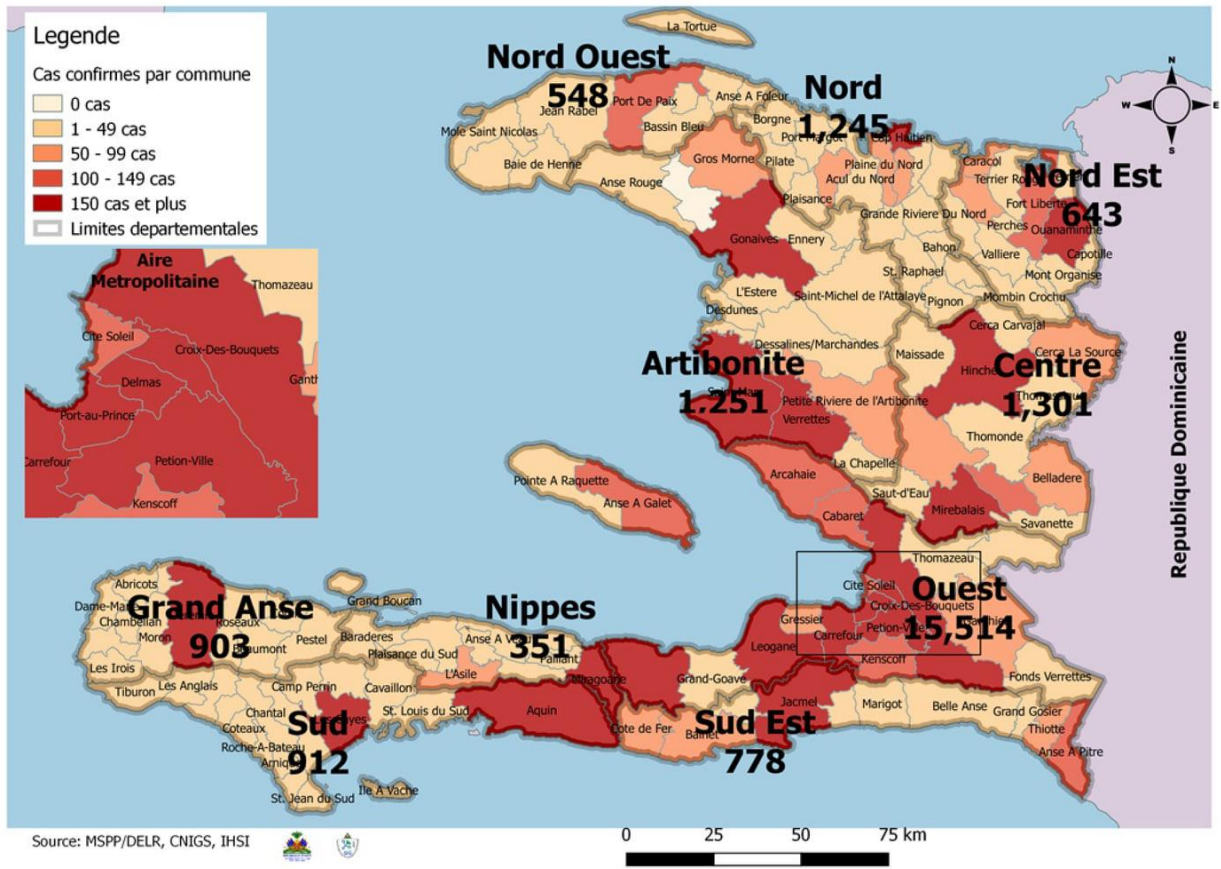 Legende
Cas confirmes par commune
0 cas
1 - 49 cas
50 - 99 cas
100 - 149 cas
150 cas et plus
Limites departementales
Aire
Metropolitaine
Thomazeau
Cite Soleil
Croix-Des-Bouquets
Delmas
Port-au-Prince
Carrefour
Petion-Ville
Kenscoff
N
W
E
S
La Tortue
Nord Ouest
548
Port De Paix
Jean Rabel
Mole Saint Nicolas
Bassin Bleu
Baie de Henne
Anse A Foleur
Nord
1,245
Borgne
Port Margot
Cap Haitien
Gros Morne
Pilate
Plaine du Nord
Acul du Nord
Anse Rouge
Plaisance
Grande Riviere Du Nord
Caracol
Terrier Rouge
Nord Est
643
Fort Liberte
Perches
Ouanaminthe
Gonaives
Ennery
Bahon
Valliere
Capotille
St. Raphael
Mont Organise
L'Estere
Saint-Michel de l'Attalaye
Pignon
Mombin Crochu
Desdunes
Cerca Carvajal
Dessalines/Marchandes
Maissade
Cerca La Source
Artibonite
1,251
Centre
1,301
Hinche
Petite Riviere de l'Artibonite
Verrettes
Thomonde
La Chapelle
Arcahaie
Belladere
Pointe A Raquette
Anse A Galet
Saut-d'Eau
Mirebalais
Cabaret
Savanette
Thomazeau
Cite Soleil
Ouest
15,514
Croix-Des-Bouquets
Gressier
Petion-Ville
Carrefour
Leogane
Kenscoff
Abricots
Grand Anse
903
Chambellan
Moron
Roseaux
Beaumont
Pestel
Les Irois
Grand Boucan
Nippes
351
Baraderes
Plaisance du Sud
Paillant
L'Asile
Miragoane
Grand-Goave
Fonds Verrettes
Tiburon
Les Anglais
Camp Perrin
Cavaillon
St. Louis du Sud
Aquin
Jacmel
Marigot
Belle Anse
Grand Gosier
Chantal
Sud
912
Coteaux
Cote de Fer
Sud Est
778
Bainet
Thiotte
Roche-A-Bateau
Anse A Pitre
St. Jean du Sud
Ile A Vache
Republique Dominicaine
Source: MSPP/DELR, CNIGS, IHSI
0 25 50 75 km